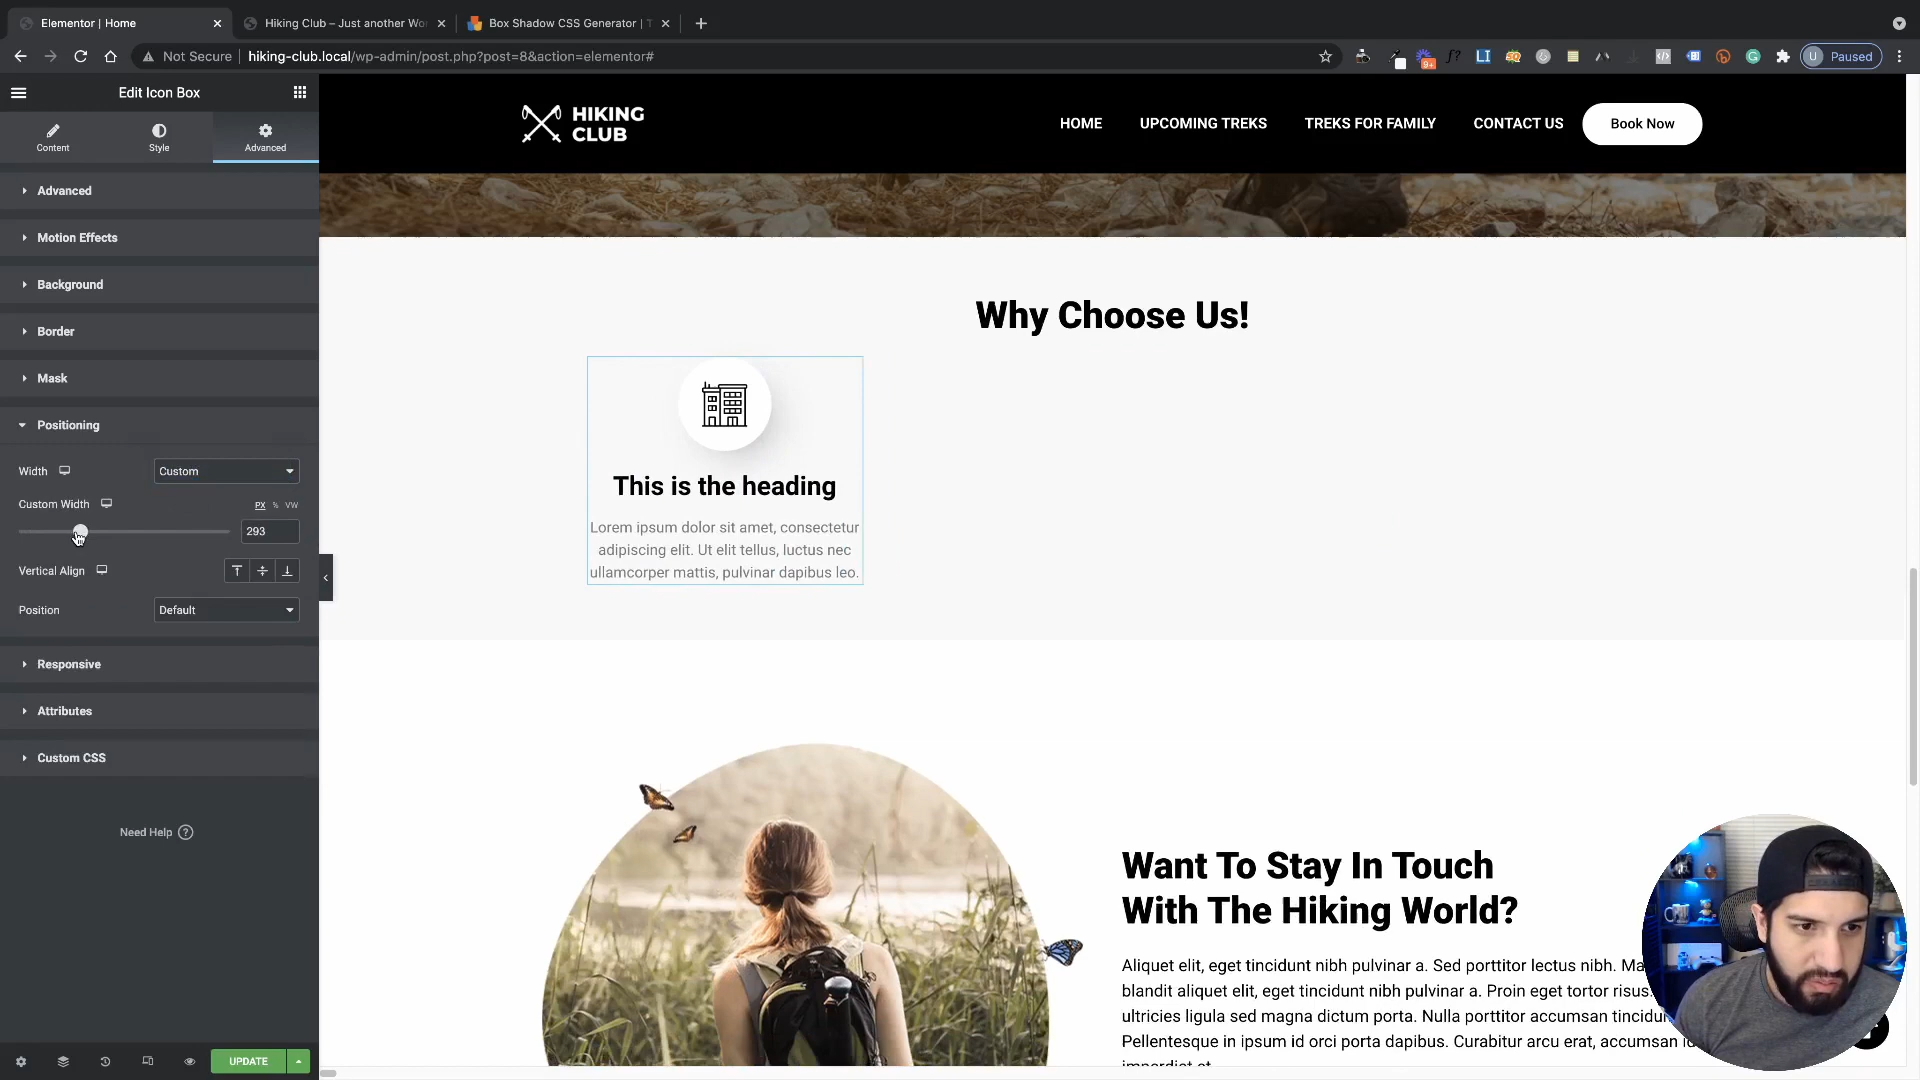 Elementor | Home
Hiking Club – Just another Wo
Box Shadow CSS Generator | T
Not Secure
hiking-club.local/wp-admin/post.php?post=8&action=elementor#
9+
f?
LI
G
U
Paused
Edit Icon Box
Content
Style
Advanced
Advanced
Motion Effects
Background
Border
Mask
Positioning
Width
Custom
Custom Width
PX
%
VW
293
Vertical Align
Position
Default
Responsive
Attributes
Custom CSS
Need Help ?
UPDATE
HIKING
CLUB
HOME
UPCOMING TREKS
TREKS FOR FAMILY
CONTACT US
Book Now
Why Choose Us!
This is the heading
Lorem ipsum dolor sit amet, consectetur
adipiscing elit. Ut elit tellus, luctus nec
ullamcorper mattis, pulvinar dapibus leo.
Want To Stay In Touch
With The Hiking World?
Aliquet elit, eget tincidunt nibh pulvinar a. Sed porttitor lectus nibh. Ma
blandit aliquet elit, eget tincidunt nibh pulvinar a. Proin eget tortor risus.
ultricies ligula sed magna dictum porta. Nulla porttitor accumsan tincidun
Pellentesque in ipsum id orci porta dapibus. Curabitur arcu erat, accumsan id